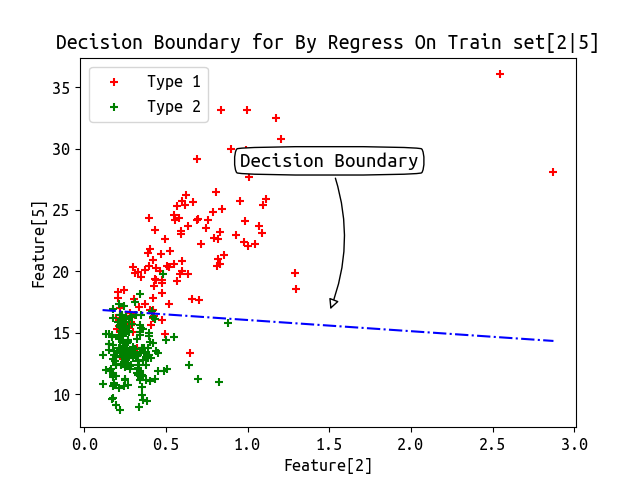 Decision Boundary for By Regress On Train set[2|5]
Type 1
Type 2
Decision Boundary
Feature[5]
35
30
25
20
15
10
0.0 0.5 1.0 1.5 2.0 2.5 3.0
Feature[2]